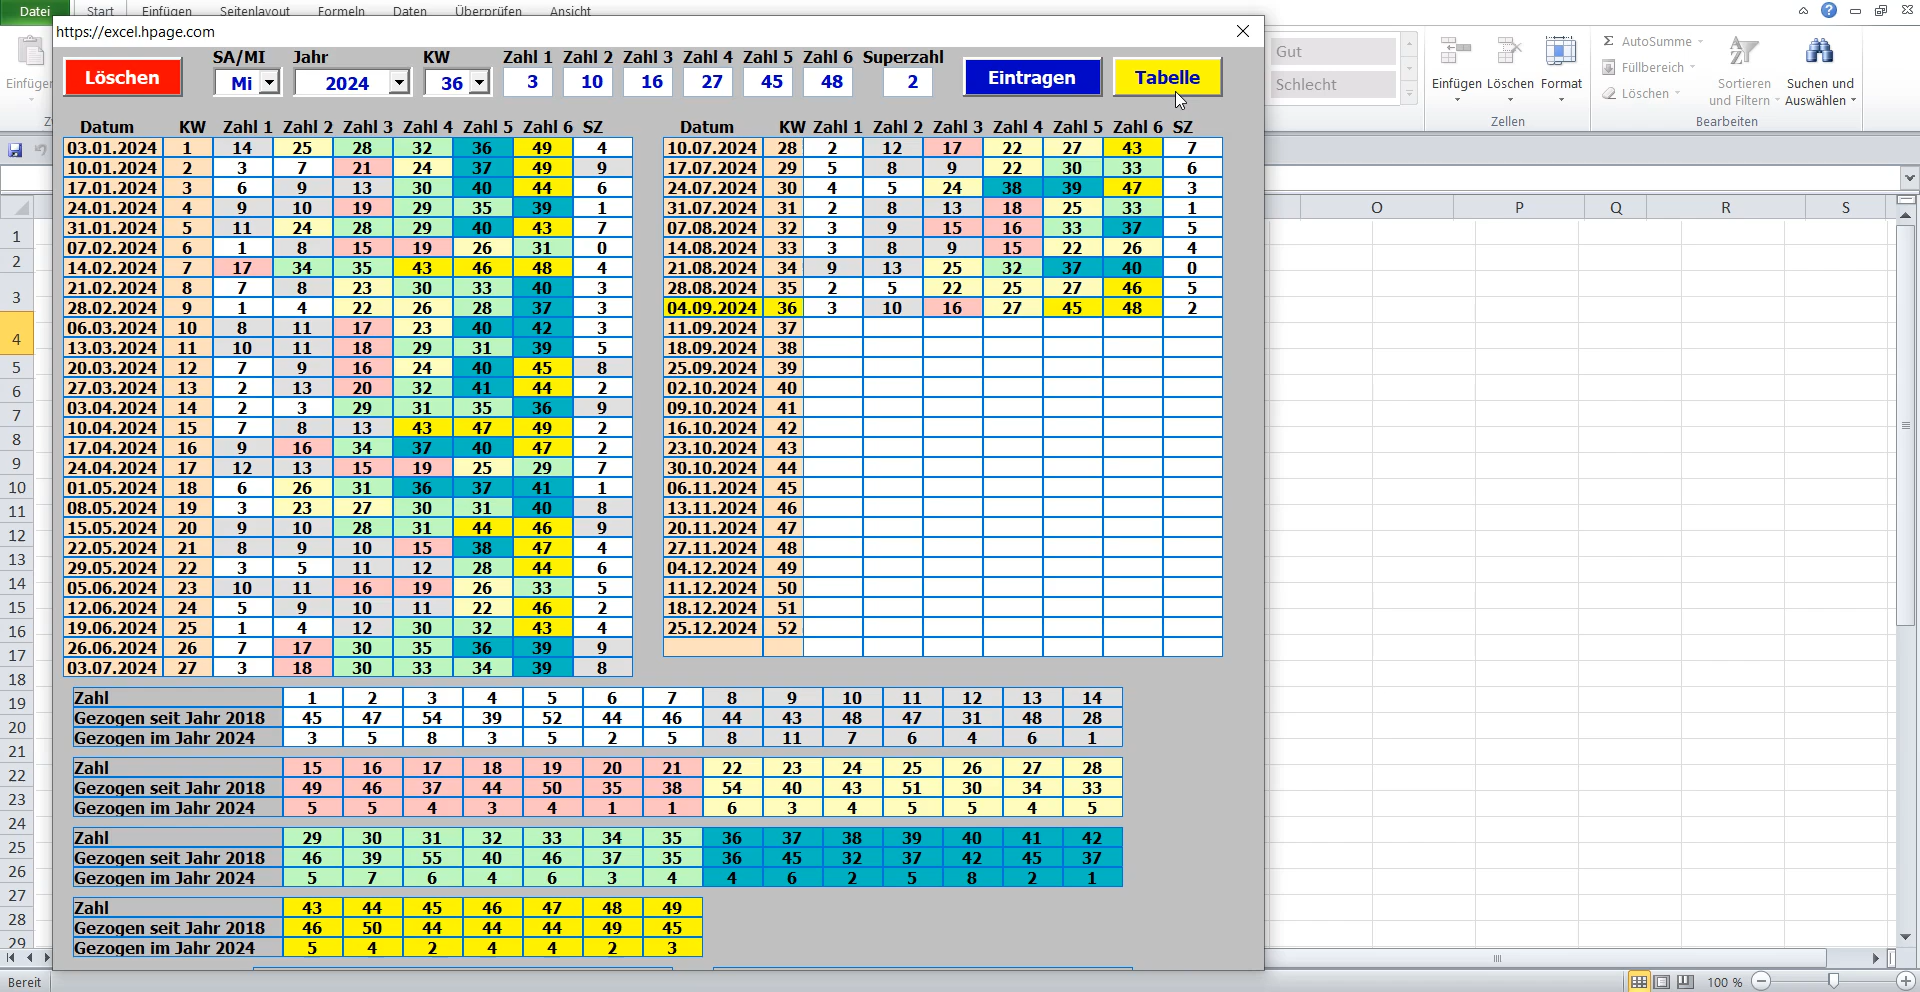 Datei Start Einfügen Seitenlayout Formeln Daten Überprüfen Ansicht
https://excel.hpage.com
SA/MI Jahr KW Zahl 1 Zahl 2 Zahl 3 Zahl 4 Zahl 5 Zahl 6 Superzahl
Löschen Mi 2024 36 3 10 16 27 45 48 2 Eintragen Tabelle
Gut
Schlecht
Einfügen Löschen Format
Zellen
AutoSumme
Füllbereich
Löschen
Sortieren und Filtern
Suchen und Auswählen
Bearbeiten
Einfügen
Datum KW Zahl 1 Zahl 2 Zahl 3 Zahl 4 Zahl 5 Zahl 6 SZ
03.01.2024 1 14 25 28 32 36 49 4
10.01.2024 2 3 7 21 24 37 49 9
17.01.2024 3 6 9 13 30 40 44 6
24.01.2024 4 9 10 19 29 35 39 1
31.01.2024 5 11 24 28 29 40 43 7
07.02.2024 6 1 8 15 19 26 31 0
14.02.2024 7 17 34 35 43 46 48 4
21.02.2024 8 7 8 23 30 33 40 3
28.02.2024 9 1 4 22 26 28 37 3
06.03.2024 10 8 11 17 23 40 42 3
13.03.2024 11 10 11 18 29 31 39 5
20.03.2024 12 7 9 16 24 40 45 8
27.03.2024 13 2 13 20 32 41 44 2
03.04.2024 14 2 3 29 31 35 36 9
10.04.2024 15 7 8 13 43 47 49 2
17.04.2024 16 9 16 34 37 40 47 2
24.04.2024 17 12 13 15 19 25 29 7
01.05.2024 18 6 26 31 36 37 41 1
08.05.2024 19 3 23 27 30 31 40 8
15.05.2024 20 9 10 28 31 44 46 9
22.05.2024 21 8 9 10 15 38 47 4
29.05.2024 22 3 5 11 12 28 44 6
05.06.2024 23 10 11 16 19 26 33 5
12.06.2024 24 5 9 10 11 22 46 2
19.06.2024 25 1 4 12 30 32 43 4
26.06.2024 26 7 17 30 35 36 39 9
03.07.2024 27 3 18 30 33 34 39 8
Datum KW Zahl 1 Zahl 2 Zahl 3 Zahl 4 Zahl 5 Zahl 6 SZ
10.07.2024 28 2 12 17 22 27 43 7
17.07.2024 29 5 8 9 22 30 33 6
24.07.2024 30 4 5 24 38 39 47 3
31.07.2024 31 2 8 13 18 25 33 1
07.08.2024 32 3 9 15 16 33 37 5
14.08.2024 33 3 8 9 15 22 26 4
21.08.2024 34 9 13 25 32 37 40 0
28.08.2024 35 2 5 22 25 27 46 5
04.09.2024 36 3 10 16 27 45 48 2
11.09.2024 37
18.09.2024 38
25.09.2024 39
02.10.2024 40
09.10.2024 41
16.10.2024 42
23.10.2024 43
30.10.2024 44
06.11.2024 45
13.11.2024 46
20.11.2024 47
27.11.2024 48
04.12.2024 49
11.12.2024 50
18.12.2024 51
25.12.2024 52
Zahl 1 2 3 4 5 6 7 8 9 10 11 12 13 14
Gezogen seit Jahr 2018 45 47 54 39 52 44 46 44 43 48 47 31 48 28
Gezogen im Jahr 2024 3 5 8 3 5 2 5 8 11 7 6 4 6 1
Zahl 15 16 17 18 19 20 21 22 23 24 25 26 27 28
Gezogen seit Jahr 2018 49 46 37 44 50 35 38 54 40 43 51 30 34 33
Gezogen im Jahr 2024 5 5 4 3 4 1 1 6 3 4 5 5 4 5
Zahl 29 30 31 32 33 34 35 36 37 38 39 40 41 42
Gezogen seit Jahr 2018 46 39 55 40 46 37 35 36 45 32 37 42 45 37
Gezogen im Jahr 2024 5 7 6 4 6 3 4 4 6 2 5 8 2 1
Zahl 43 44 45 46 47 48 49
Gezogen seit Jahr 2018 46 50 44 44 44 49 45
Gezogen im Jahr 2024 5 4 2 4 4 2 3
O P Q R S
1
2
3
4
5
6
7
8
9
10
11
12
13
14
15
16
17
18
19
20
21
22
23
24
25
26
27
28
29
Bereit 100 %